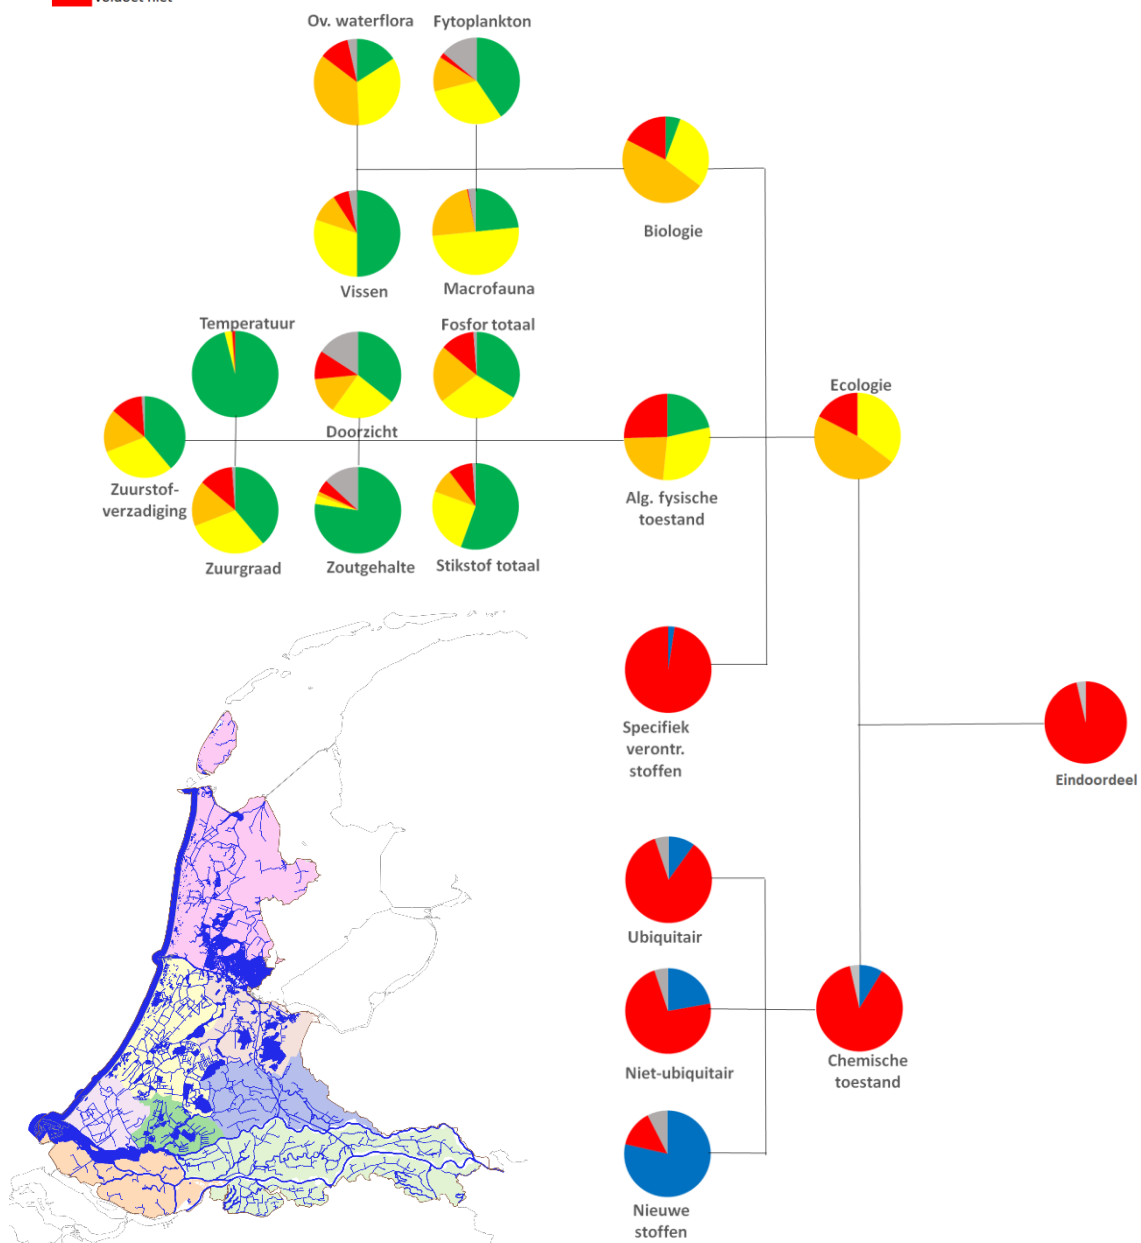 Ov. waterflora
Fytoplankton
Biologie
Vissen
Macrofauna
Temperatuur
Fosfor totaal
Ecologie
Doorzicht
Zuurstof-
verzadiging
Alg. fysische
toestand
Zuurgraad
Zoutgehalte
Stikstof totaal
Specifiek
verontr.
stoffen
Eindoordeel
Ubiquitair
Niet-ubiquitair
Chemische
toestand
Nieuwe
stoffen